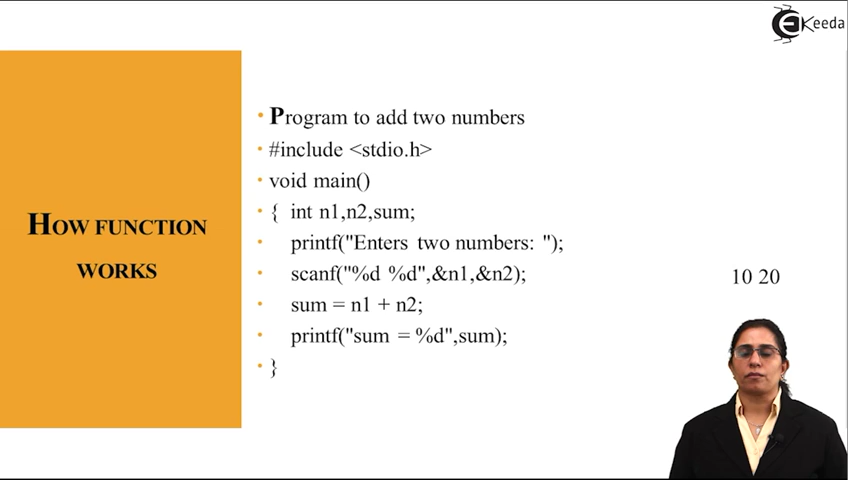 Keeda
Program to add two numbers
#include <stdio.h>
void main()
{ int n1,n2,sum;
printf("Enters two numbers: ");
scanf("%d %d",&n1,&n2);
sum = n1 + n2;
printf("sum = %d",sum);
}
HOW FUNCTION
WORKS
10 20